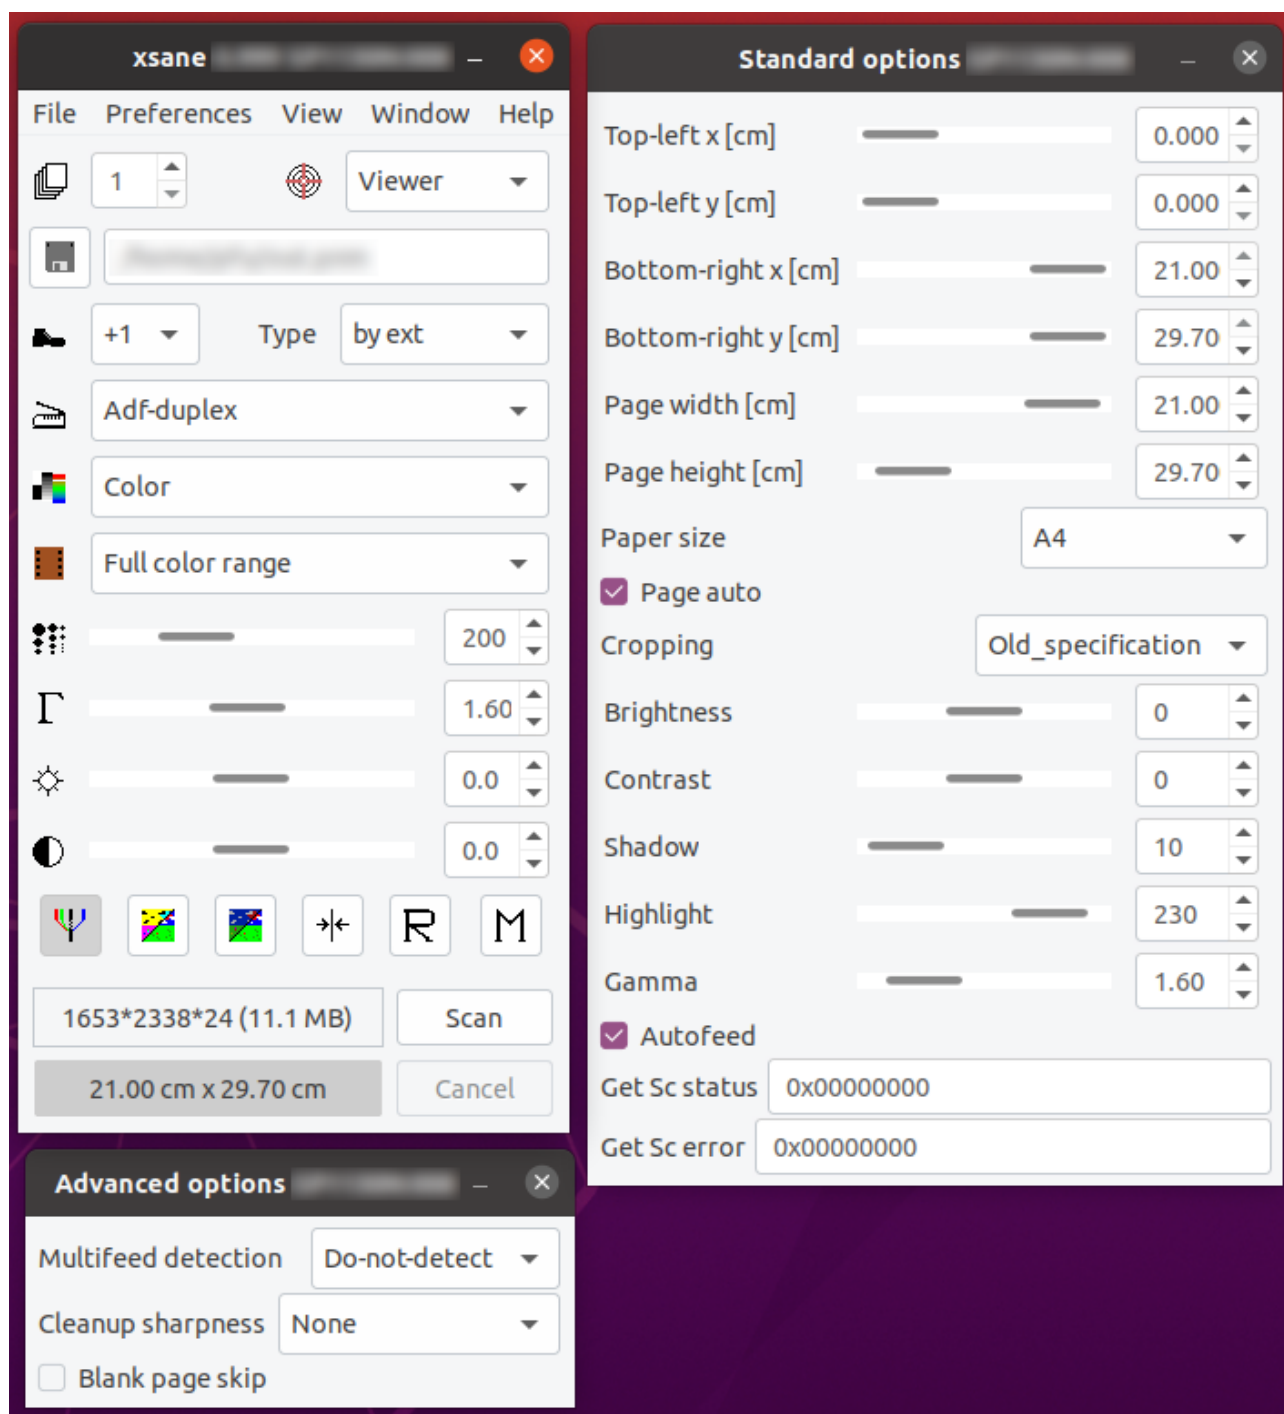 xsane
File Preferences View Window Help
1 Viewer
+1 Type by ext
Adf-duplex
Color
Full color range
200
Γ 1.60
0.0
0.0
R M
1653*2338*24 (11.1 MB) Scan
21.00 cm x 29.70 cm Cancel
Standard options
Top-left x [cm] 0.000
Top-left y [cm] 0.000
Bottom-right x [cm] 21.00
Bottom-right y [cm] 29.70
Page width [cm] 21.00
Page height [cm] 29.70
Paper size A4
Page auto
Cropping Old_specification
Brightness 0
Contrast 0
Shadow 10
Highlight 230
Gamma 1.60
Autofeed
Get Sc status 0x00000000
Get Sc error 0x00000000
Advanced options
Multifeed detection Do-not-detect
Cleanup sharpness None
Blank page skip